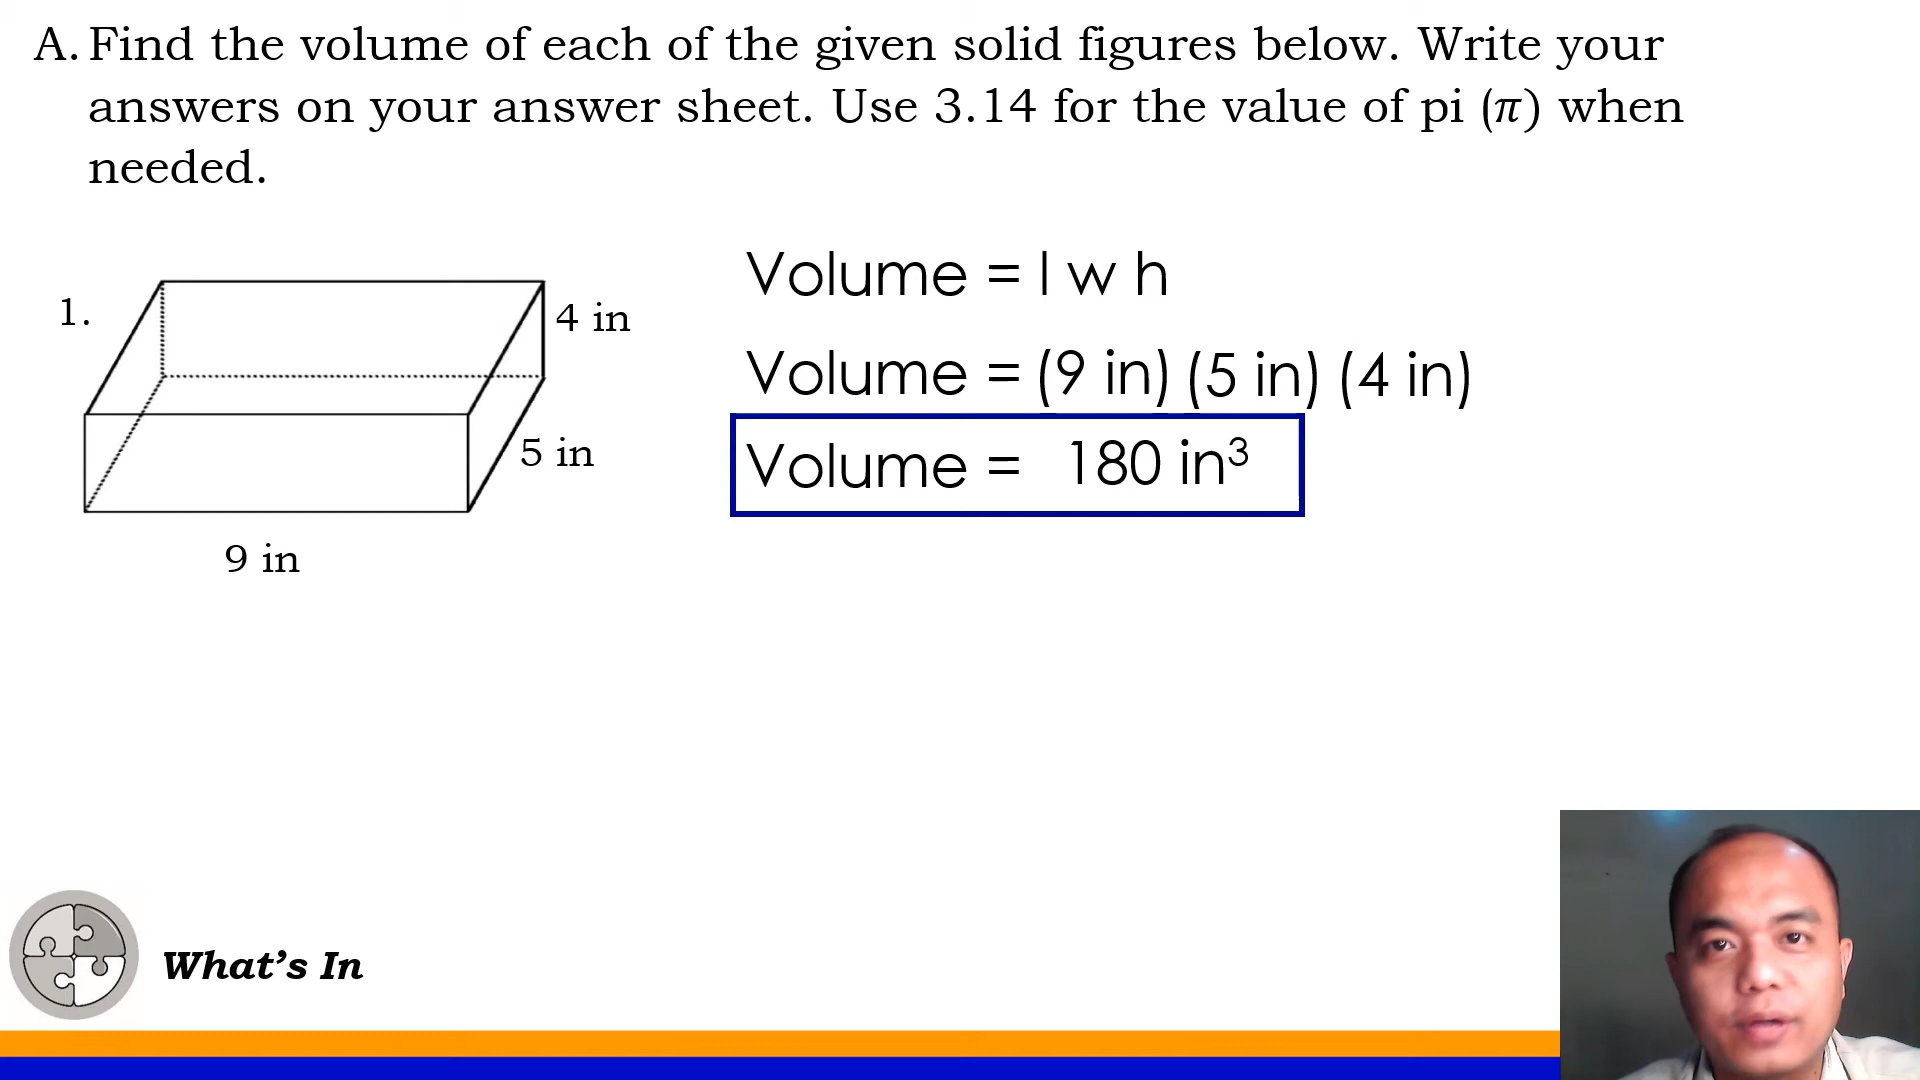 A. Find the volume of each of the given solid figures below. Write your
answers on your answer sheet. Use 3.14 for the value of pi (π) when
needed.
1.
4 in
5 in
9 in
Volume = l w h
Volume = (9 in) (5 in) (4 in)
Volume = 180 in³
What's In